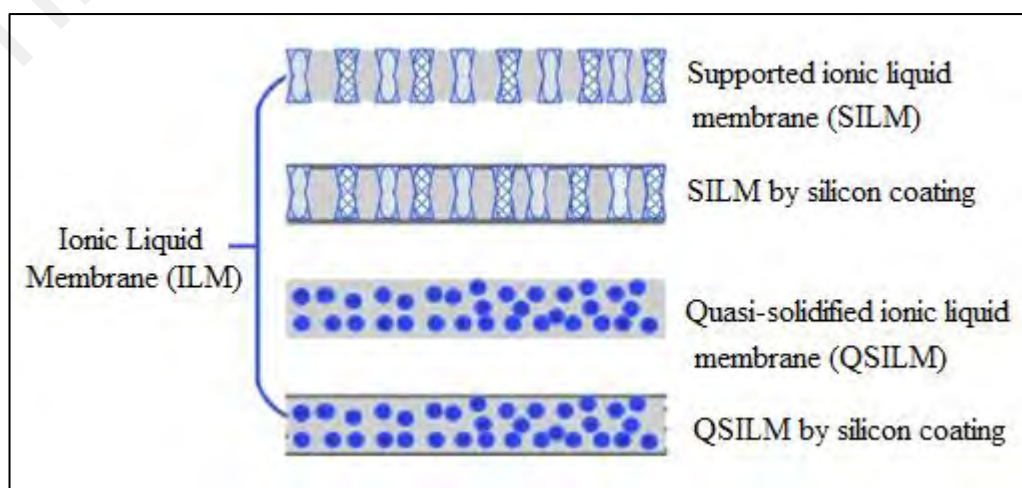 Supported ionic liquid
membrane (SILM)
SILM by silicon coating
Ionic Liquid
Membrane (ILM)
Quasi-solidified ionic liquid
membrane (QSILM)
QSILM by silicon coating